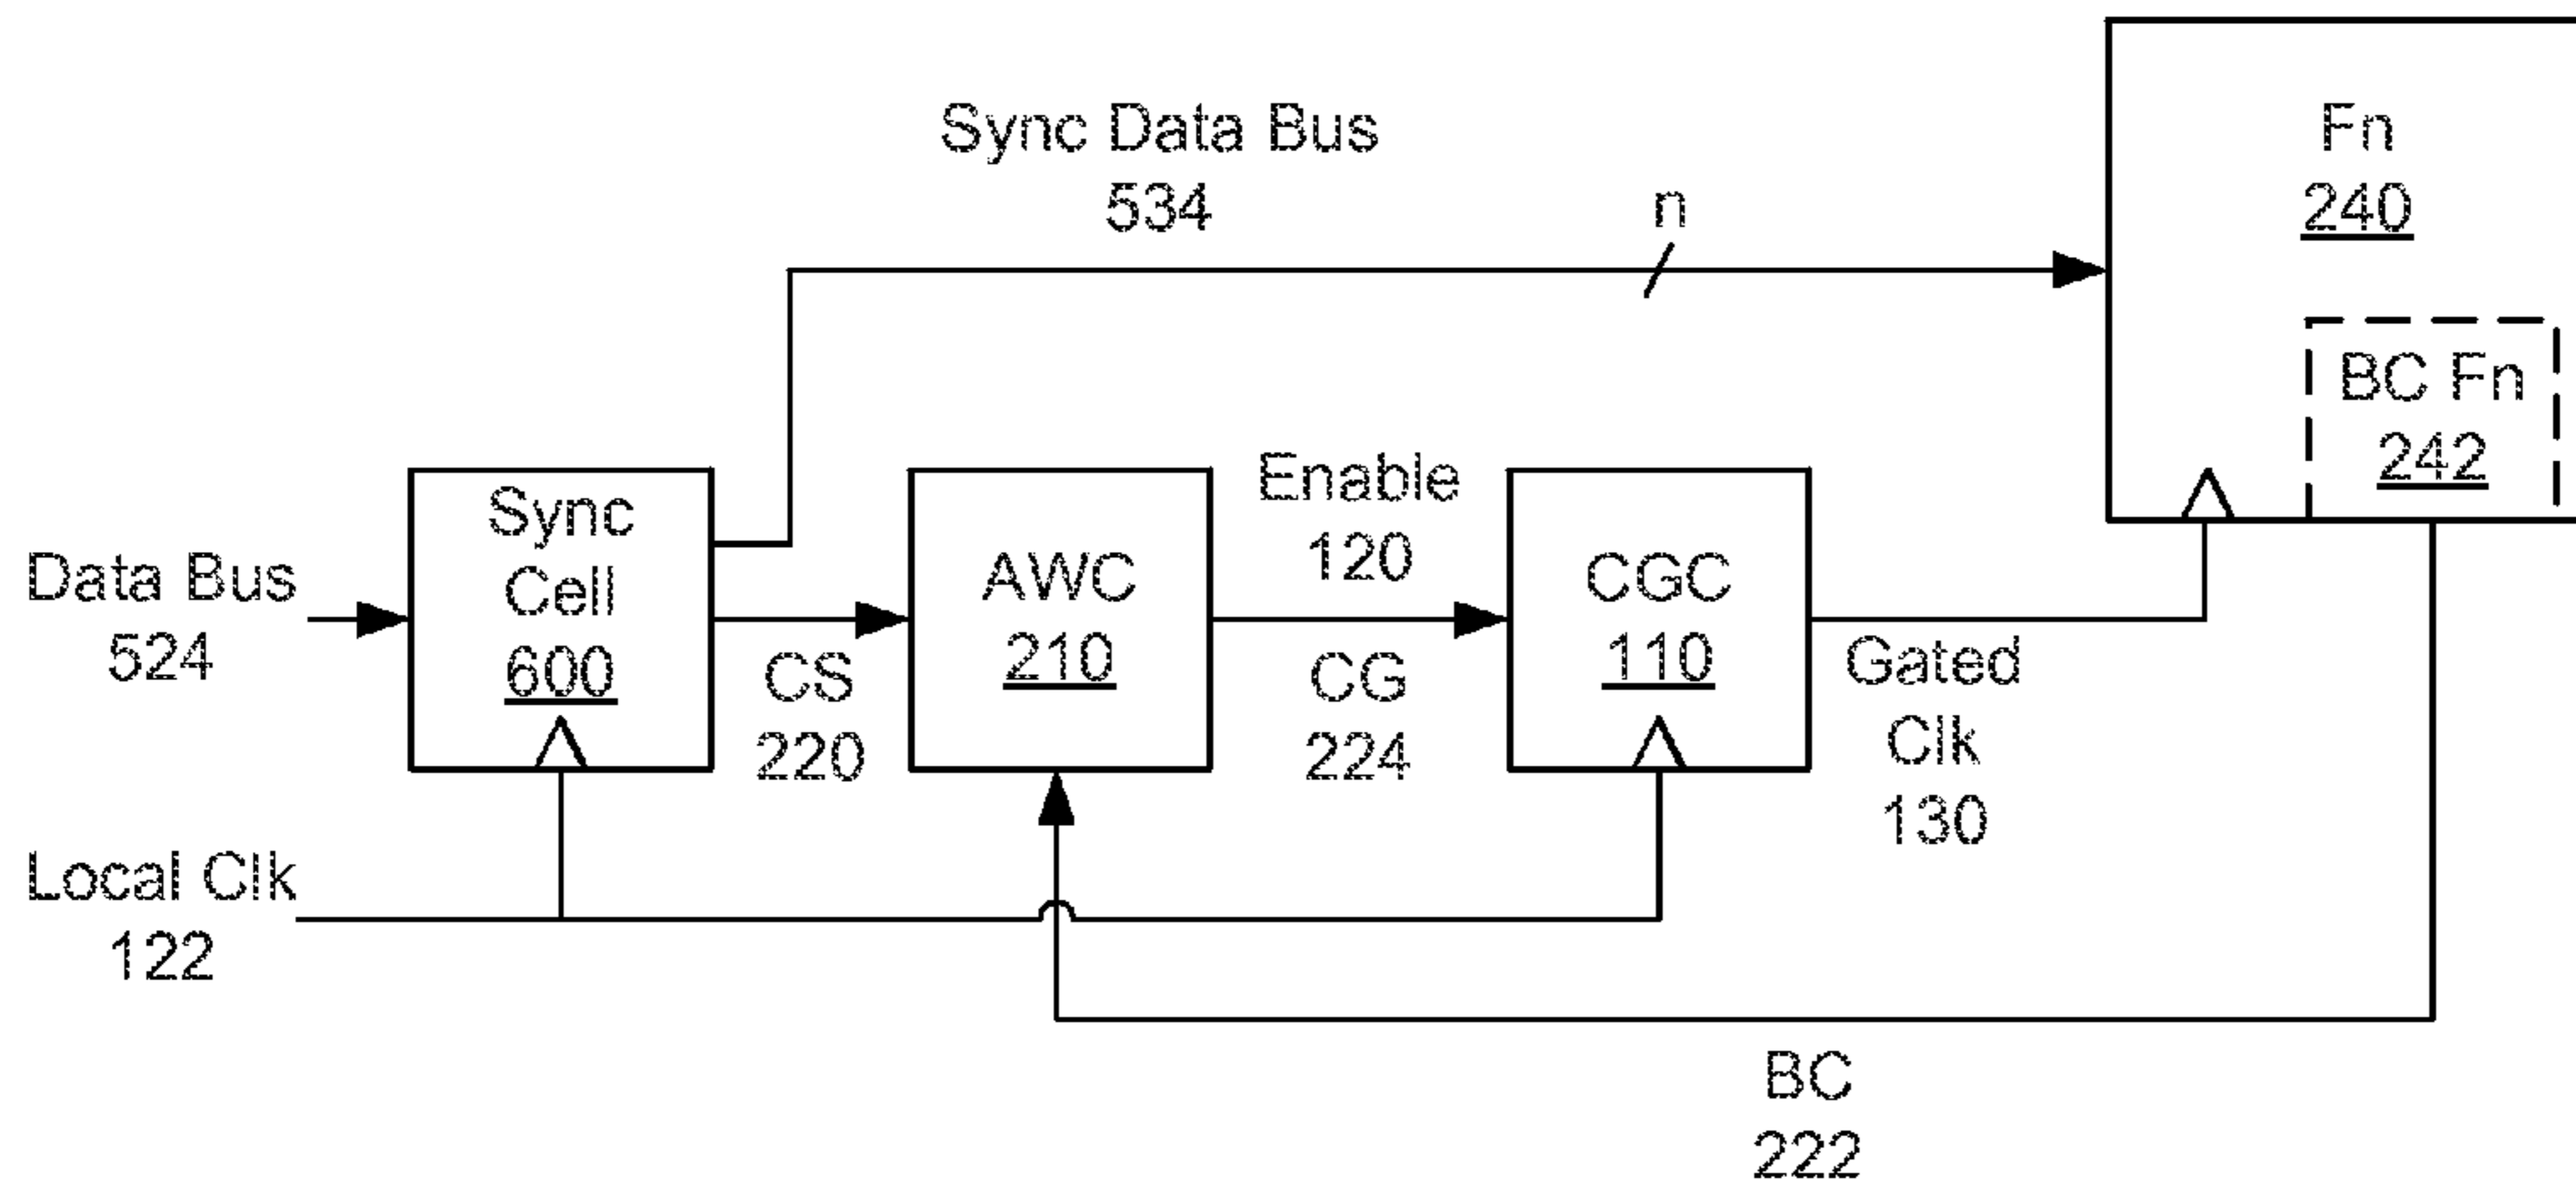 Sync Data Bus
534
n
Fn
240
BC Fn
242
Data Bus
524
Sync
Cell
600
CS
220
AWC
210
Enable
120
CG
224
CGC
110
Gated
Clk
130
Local Clk
122
BC
222